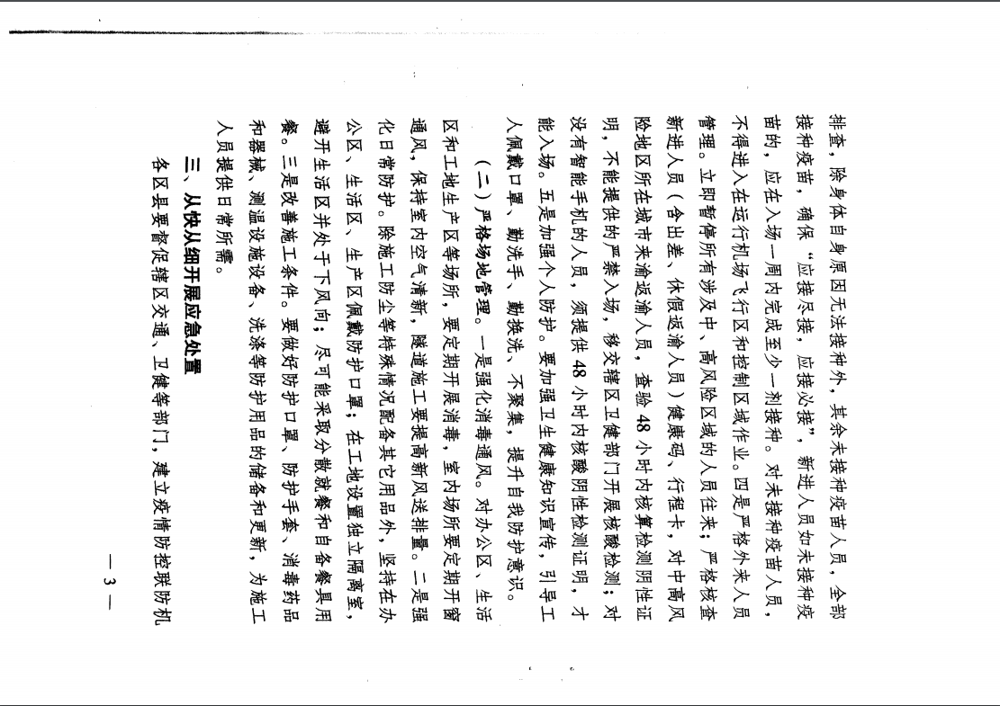 排查，除身体自身原因无法接种外，其余未接种疫苗人员，全部
接种疫苗，确保“应接尽接，应接必接”，新进人员如未接种疫
苗的，应在入场一周内完成至少一剂接种。对未接种疫苗人员，
不得进入在运行机场飞行区和控制区域作业。四是严格外来人员
管理。立即暂停所有涉及中、高风险区域的人员往来；严格核查
新进人员（含出差、休假返渝人员）健康码、行程卡，对中高风
险地区所在城市来渝返渝人员，查验 48 小时内核算检测阴性证
明，不能提供的严禁入场，移交辖区卫健部门开展核酸检测；对
没有智能手机的人员，须提供 48 小时内核酸阴性检测证明，才
能入场。五是加强个人防护。要加强卫生健康知识宣传，引导工
人佩戴口罩、勤洗手、勤换洗、不聚集，提升自我防护意识。
（二）严格场地管理。一是强化消毒通风。对办公区、生活
区和工地生产区等场所，要定期开展消毒，室内场所要定期开窗
通风，保持室内空气清新，隧道施工要提高新风送排量。二是强
化日常防护。除施工防尘等特殊情况配备其它用品外，坚持在办
公区、生活区、生产区佩戴防护口罩；在工地设置独立隔离室，
避开生活区并处于下风向；尽可能采取分散就餐和自备餐具用
餐。三是改善施工条件。要做好防护口罩、防护手套、消毒药品
和器械、测温设施设备、洗涤等防护用品的储备和更新，为施工
人员提供日常所需。
三、从快从细开展应急处置
各区县要督促辖区交通、卫健等部门，建立疫情防控联防机
— 3 —